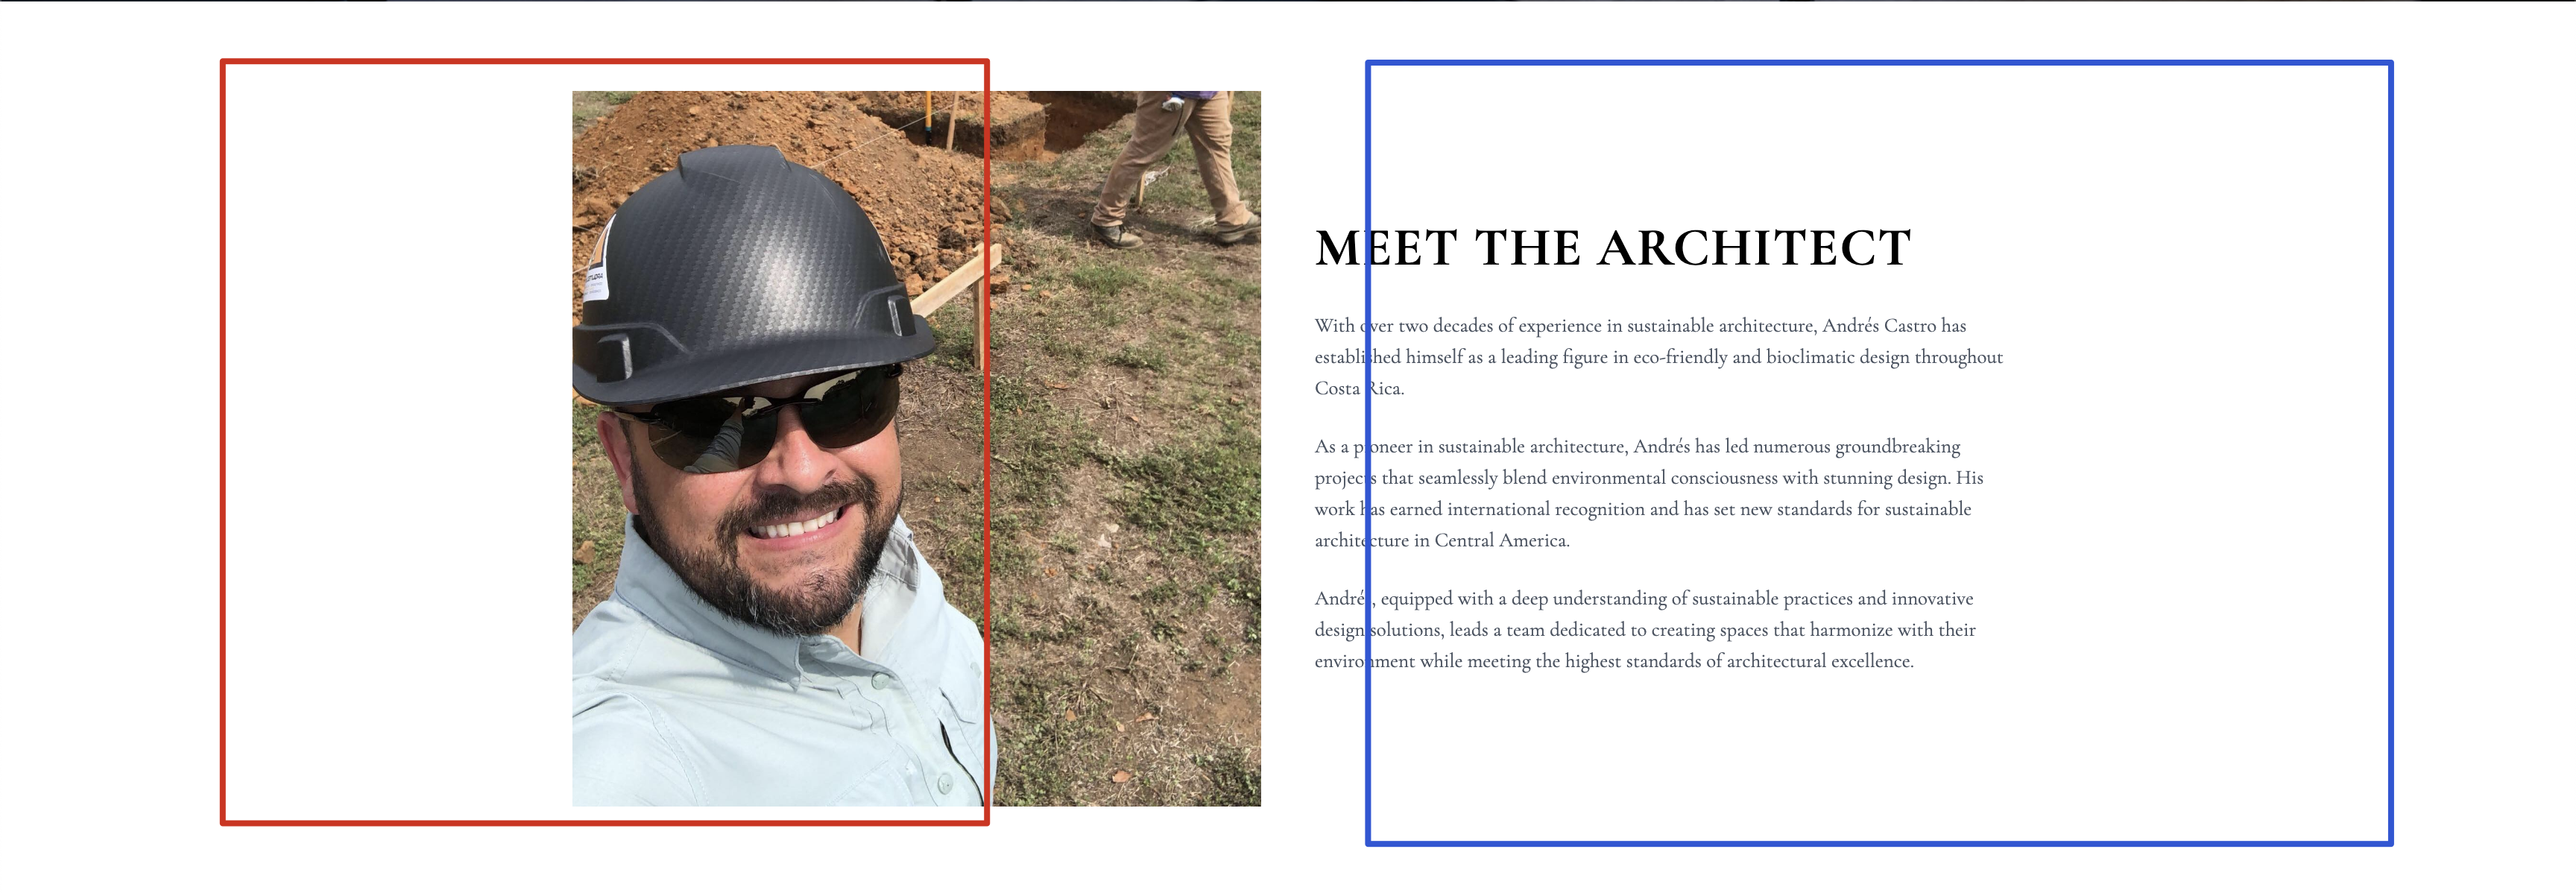 MEET THE ARCHITECT
With over two decades of experience in sustainable architecture, Andrés Castro has
established himself as a leading figure in eco-friendly and bioclimatic design throughout
Costa Rica.
As a pioneer in sustainable architecture, Andrés has led numerous groundbreaking
projects that seamlessly blend environmental consciousness with stunning design. His
work has earned international recognition and has set new standards for sustainable
architecture in Central America.
Andrés, equipped with a deep understanding of sustainable practices and innovative
design solutions, leads a team dedicated to creating spaces that harmonize with their
environment while meeting the highest standards of architectural excellence.